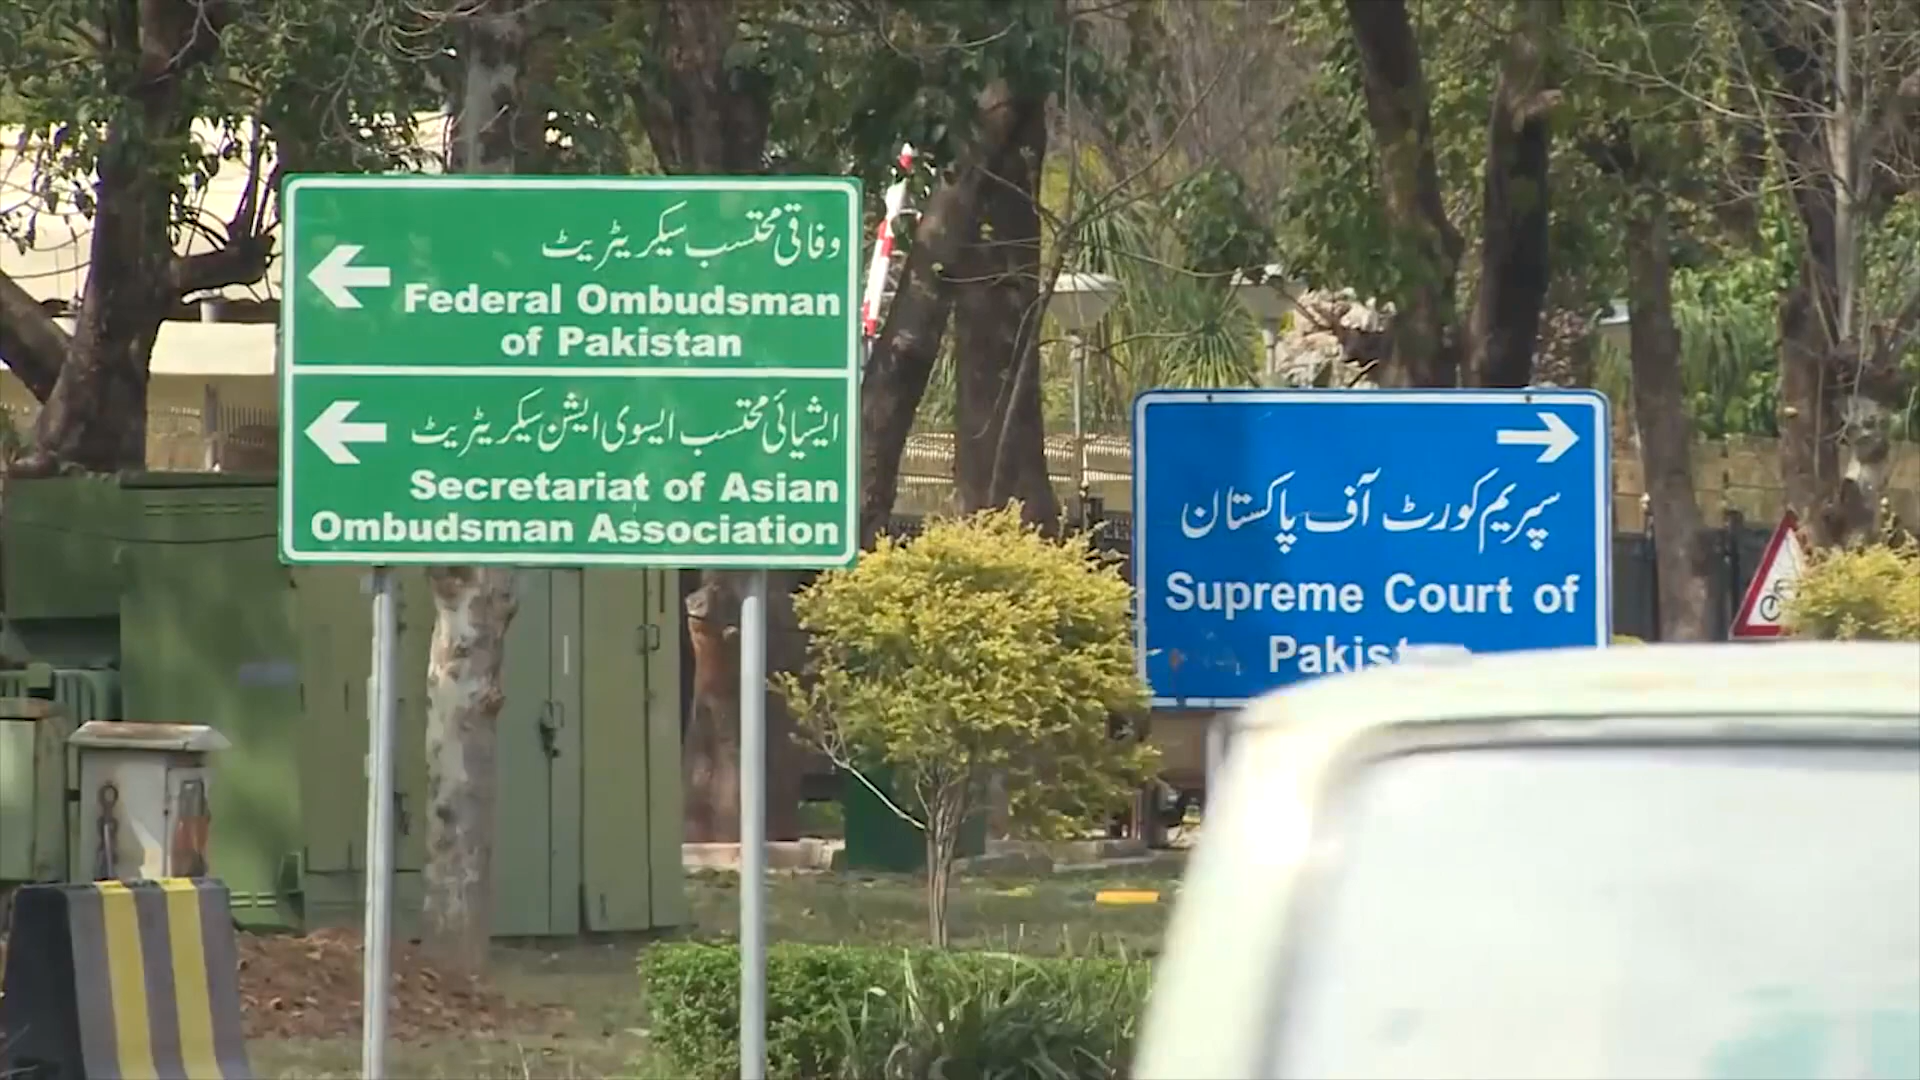 وفاقی محتسب سیکریٹریٹ
Federal Ombudsman
of Pakistan
ایشیائی محتسب ایسوی ایشن سیکریٹریٹ
Secretariat of Asian
Ombudsman Association
سپریم کورٹ آف پاکستان
Supreme Court of